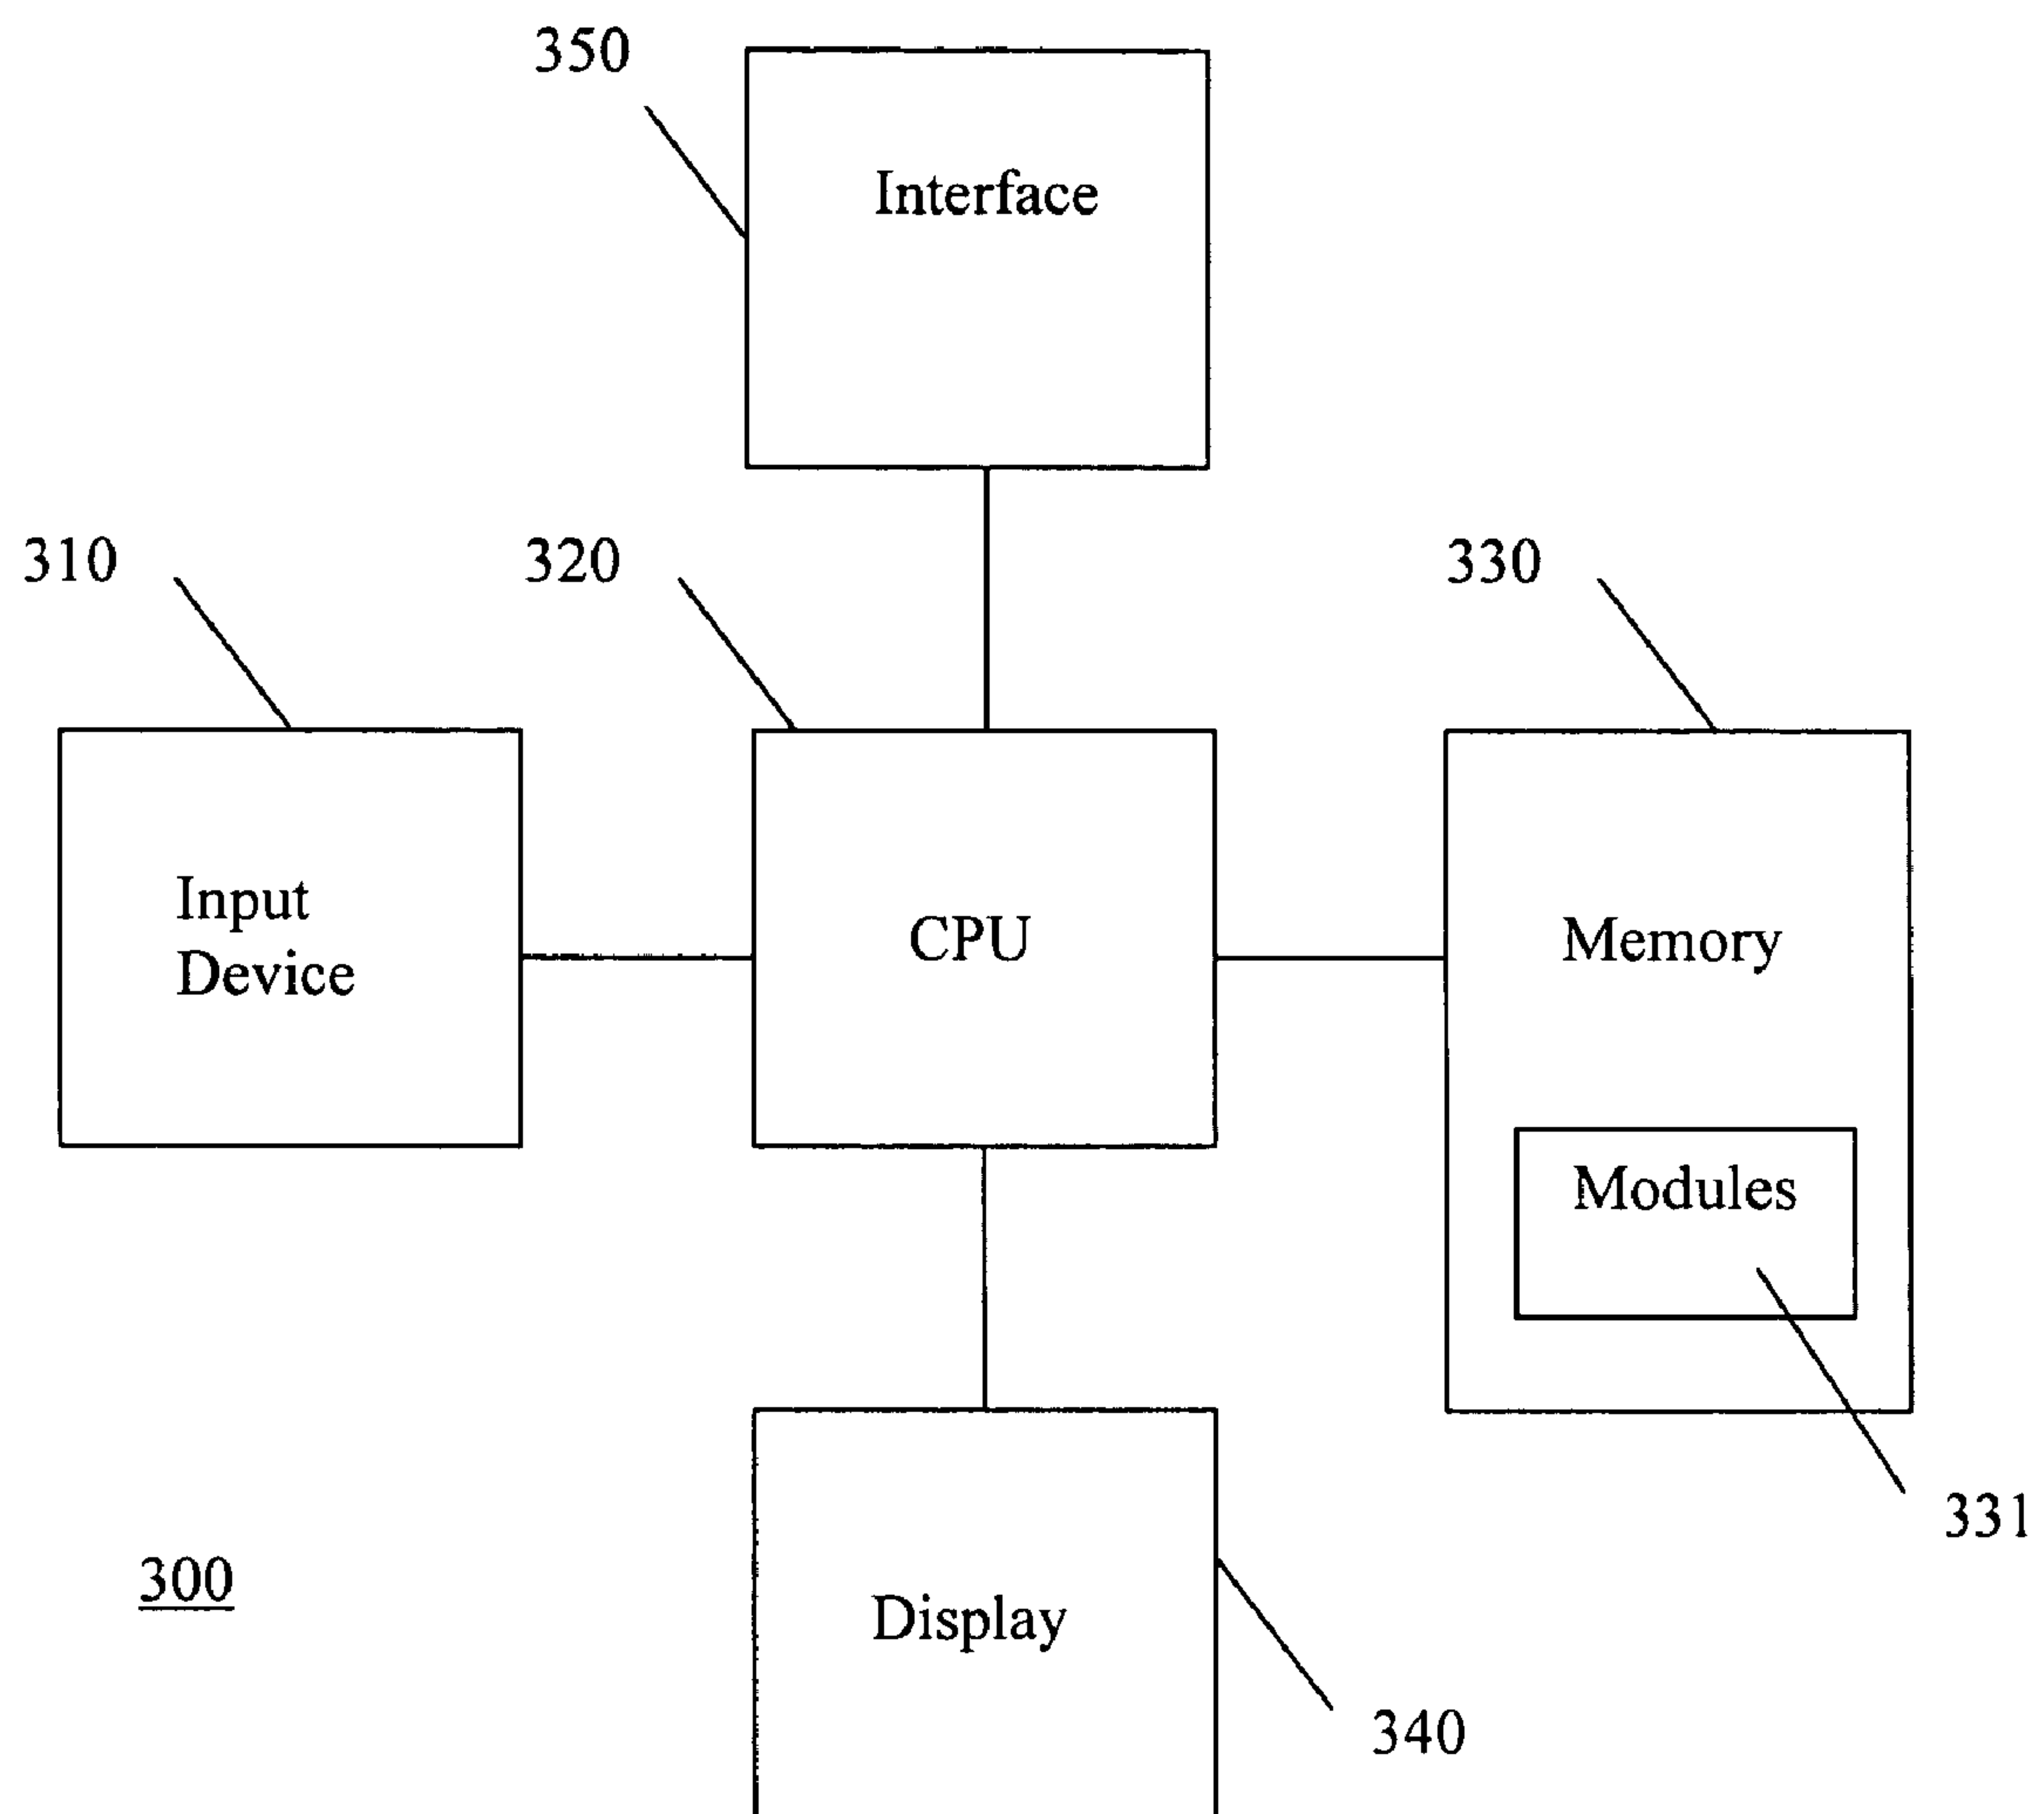 350
Interface
310
320
330
Input
Device
CPU
Memory
Modules
331
300
Display
340